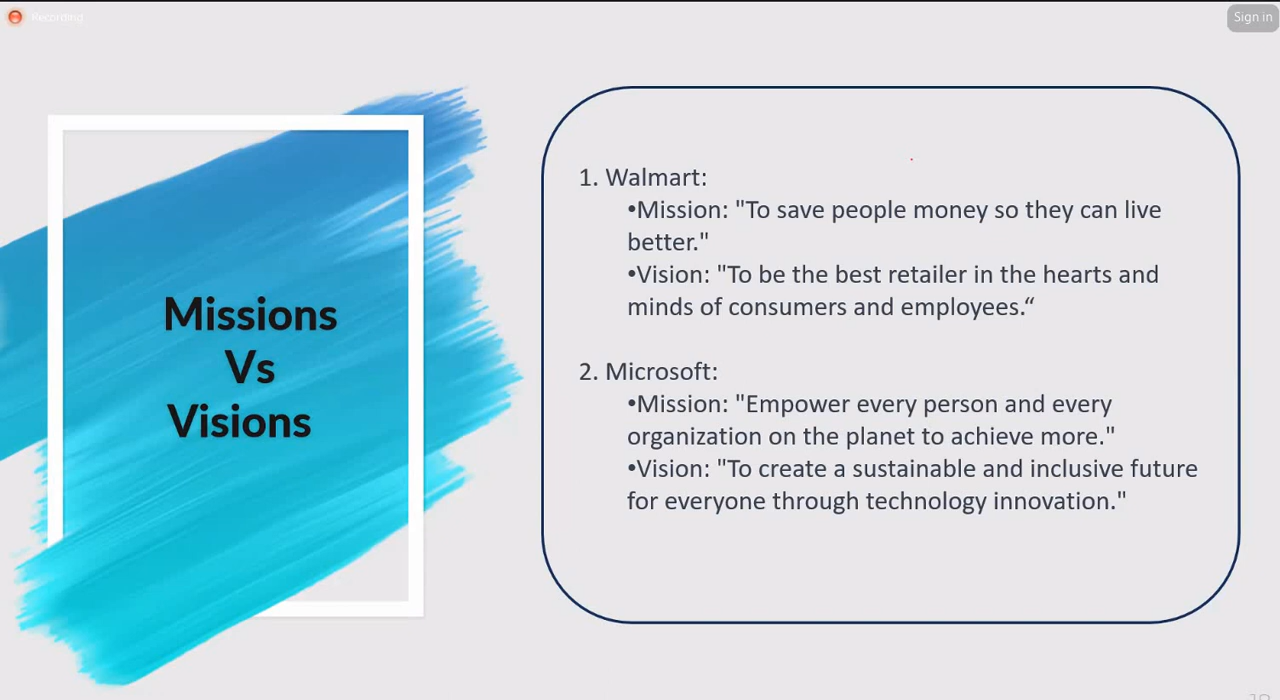 Recording
Sign in
Missions
Vs
Visions
1. Walmart:
•Mission: "To save people money so they can live
better."
•Vision: "To be the best retailer in the hearts and
minds of consumers and employees.“
2. Microsoft:
•Mission: "Empower every person and every
organization on the planet to achieve more."
•Vision: "To create a sustainable and inclusive future
for everyone through technology innovation."